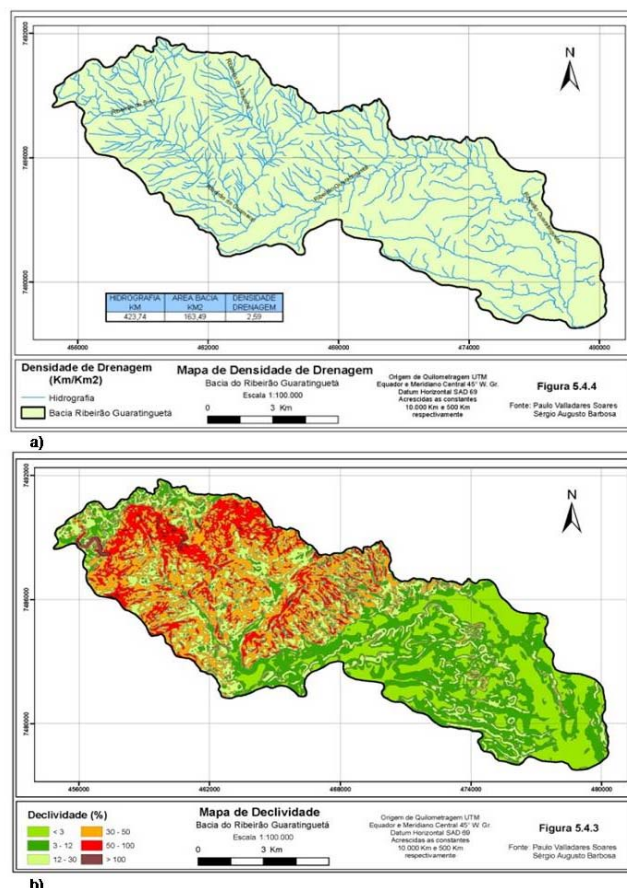 N
7492000
7486000
7480000
Ribeirão Guaratinguetá
Ribeirão Guaratinguetá
HIDROGRAFIA KM
AREA BACIA KM2
DENSIDADE DRENAGEM
423,74 163,49 2,59
456000 462000 468000 474000 480000
Densidade de Drenagem
(Km/Km2)
Hidrografia
Bacia Ribeirão Guaratinguetá
Mapa de Densidade de Drenagem
Bacia do Ribeirão Guaratinguetá
Escala 1:100.000
0 3 Km
Origem de Quilometragem UTM
Equador e Meridiano Central 45° W. Gr.
Datum Horizontal SAD 69
Acrescidas as constantes
10.000 Km e 500 Km
respectivamente
Figura 5.4.4
Fonte: Paulo Valladares Soares
Sérgio Augusto Barbosa
a)
N
7492000
7486000
7480000
456000 462000 468000 474000 480000
Declividade (%)
< 3
3 - 12
12 - 30
30 - 50
50 - 100
> 100
Mapa de Declividade
Bacia do Ribeirão Guaratinguetá
Escala 1:100.000
0 3 Km
Origem de Quilometragem UTM
Equador e Meridiano Central 45° W. Gr.
Datum Horizontal SAD 69
Acrescidas as constantes
10.000 Km e 500 Km
respectivamente
Figura 5.4.3
Fonte: Paulo Valladares Soares
Sérgio Augusto Barbosa
b)